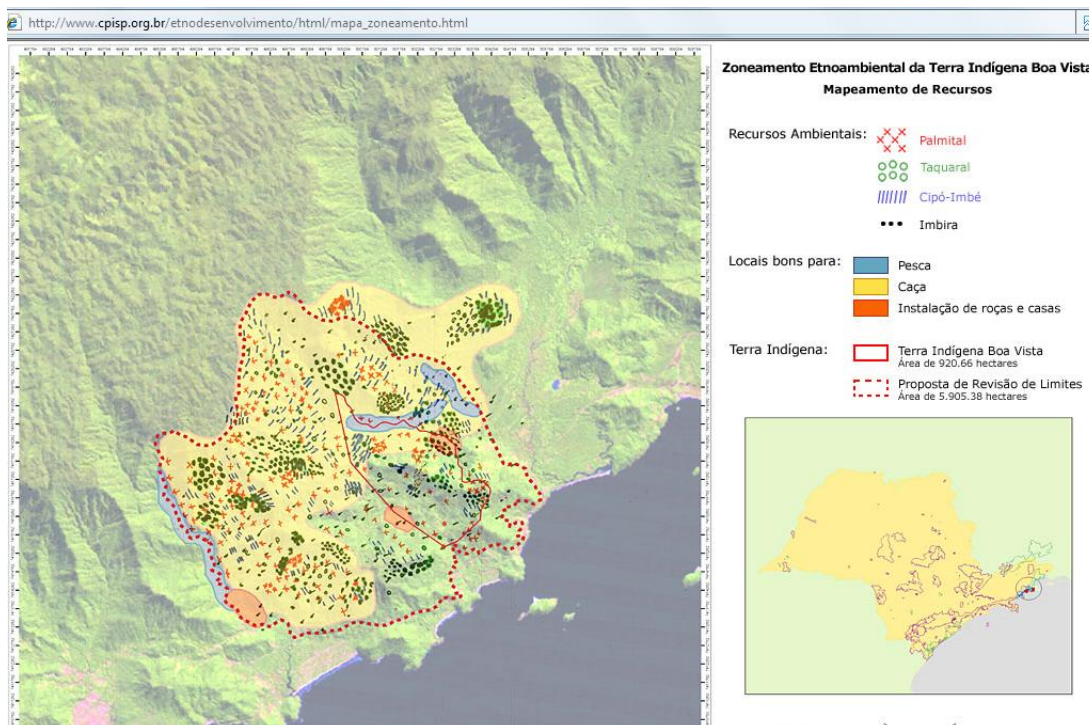 http://www.cpisp.org.br/etnodesenvolvimento/html/mapa_zoneamento.html
Zoneamento Etnoambiental da Terra Indígena Boa Vista
Mapeamento de Recursos
Recursos Ambientais:
Palmital
Taquaral
Cipó-Imbé
Imbira
Locais bons para:
Pesca
Caça
Instalação de roças e casas
Terra Indígena:
Terra Indígena Boa Vista
Área de 920.66 hectares
Proposta de Revisão de Limites
Área de 5.905.38 hectares